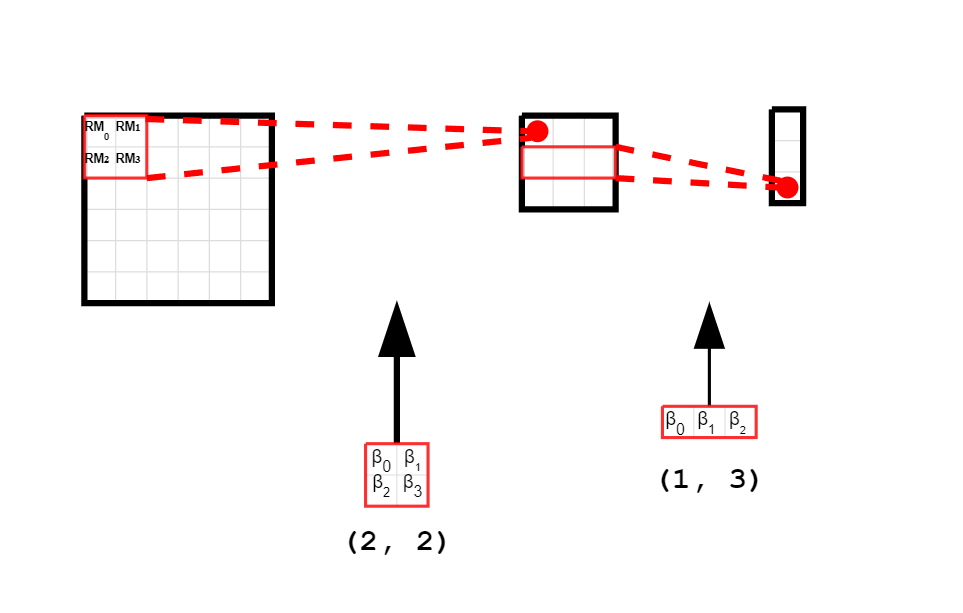 RM₀ RM₁
RM₂ RM₃
β₀ β₁ β₂
β₀ β₁
β₂ β₃
(1, 3)
(2, 2)